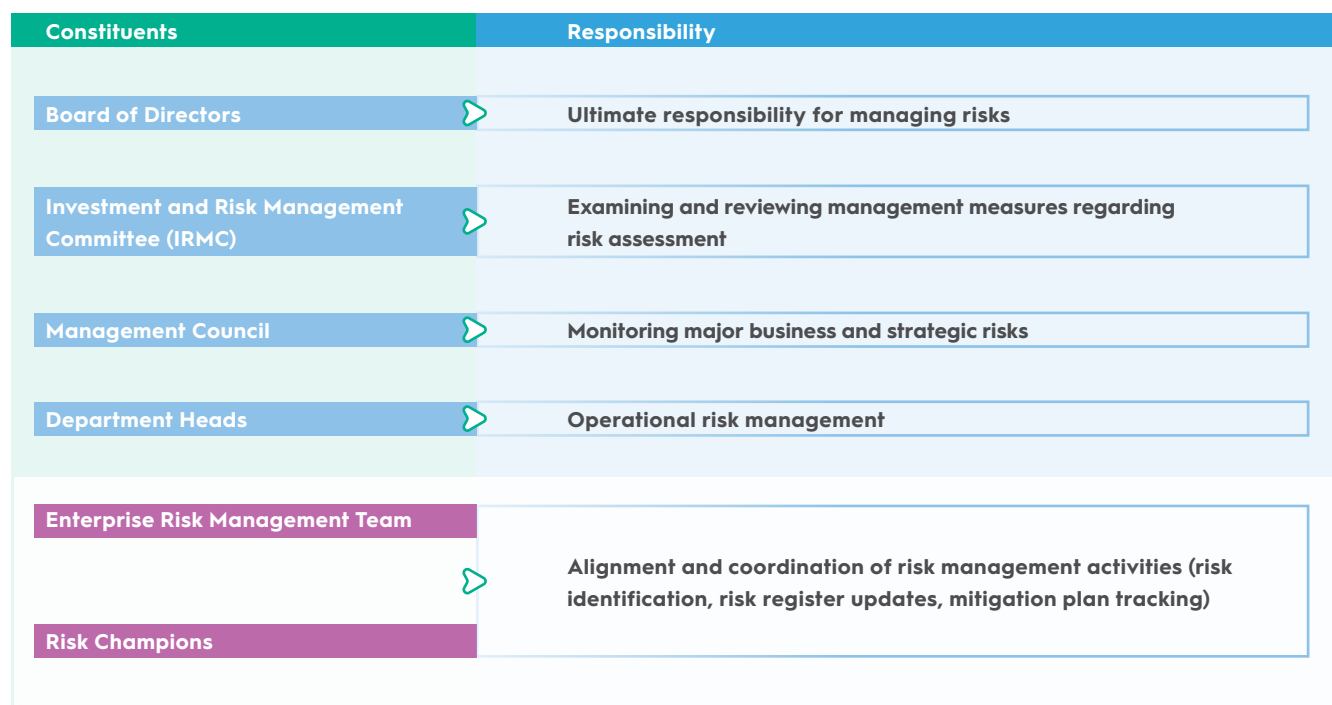 Constituents
Responsibility
Board of Directors
Ultimate responsibility for managing risks
Investment and Risk Management
Committee (IRMC)
Examining and reviewing management measures regarding
risk assessment
Management Council
Monitoring major business and strategic risks
Department Heads
Operational risk management
Enterprise Risk Management Team
Alignment and coordination of risk management activities (risk
identification, risk register updates, mitigation plan tracking)
Risk Champions